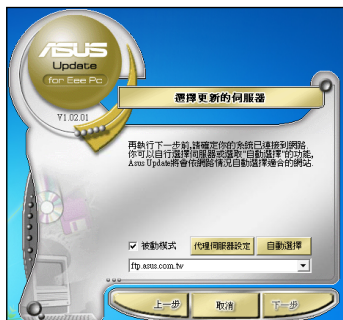 ASUS
Update
for Eee Pc
V1.02.01
選擇更新的伺服器
再執行下一步前,請確定你的系統已連接到網路.
你可以自行選擇伺服器或選取"自動選擇"的功能,
Asus Update將會依網路情況自動選擇適合的網站.
被動模式
代理伺服器設定
自動選擇
ftp.asus.com.tw
上一步
取消
下一步